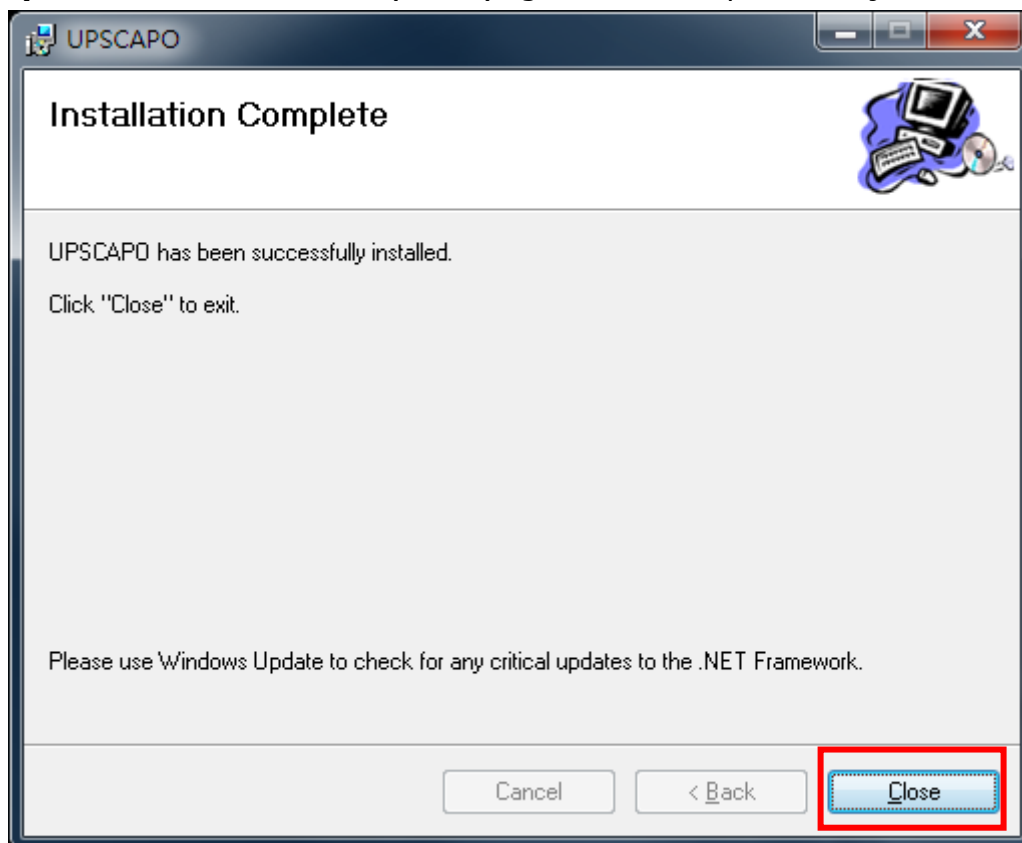 UPSCAPO
Installation Complete
UPSCAPO has been successfully installed.
Click "Close" to exit.
Please use Windows Update to check for any critical updates to the .NET Framework.
Cancel
< Back
Close